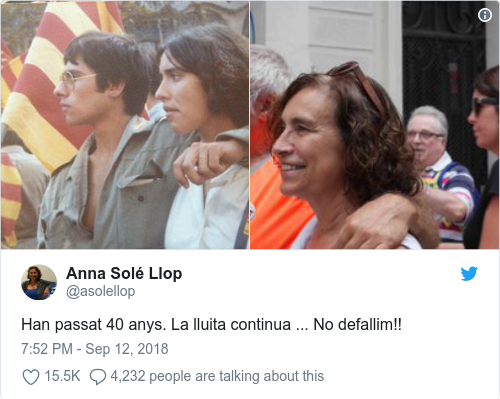 Anna Solé Llop
@asolellop
Han passat 40 anys. La lluita continua ... No defallim!!
7:52 PM - Sep 12, 2018
15.5K 4,232 people are talking about this